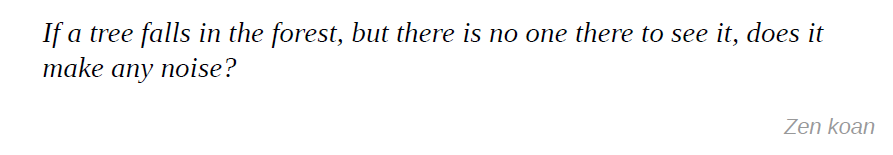 If a tree falls in the forest, but there is no one there to see it, does it
make any noise?
Zen koan